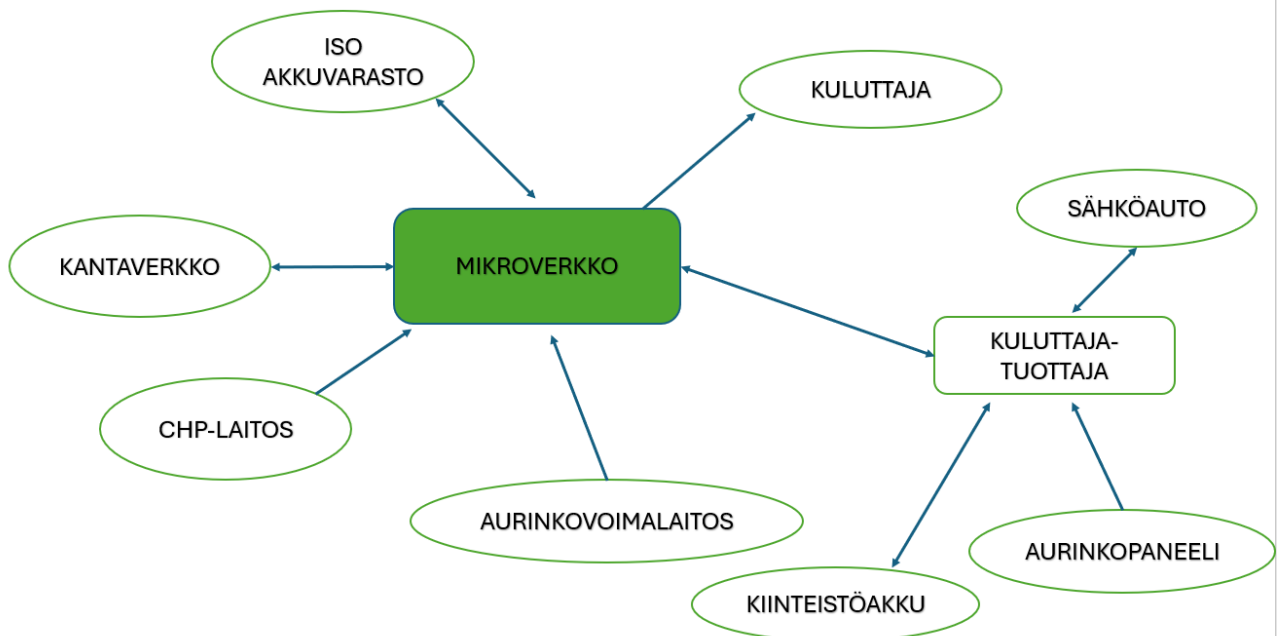 ISO
AKKUVARASTO
KULUTTAJA
SÄHKÖAUTO
KANTAVERKKO
MIKROVERKKO
KULUTTAJA-
TUOTTAJA
CHP-LAITOS
AURINKOVOIMALAITOS
AURINKOPANEELI
KIINTEISTÖAKKU